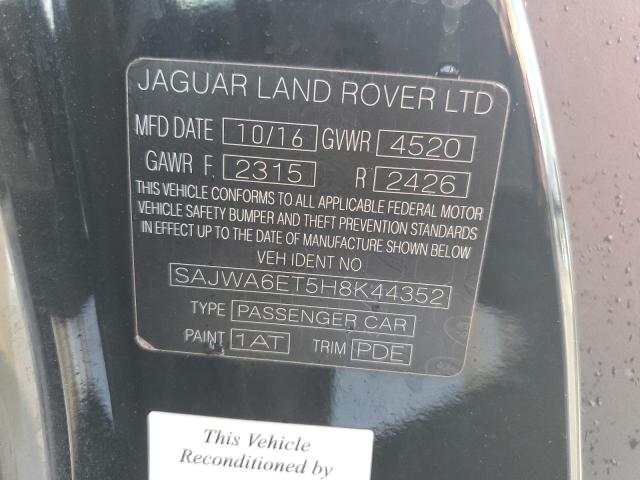 JAGUAR LAND ROVER LTD
MFD DATE 10/16 GVWR 4520
GAWR F 2315 R 2426
THIS VEHICLE CONFORMS TO ALL APPLICABLE FEDERAL MOTOR
VEHICLE SAFETY BUMPER AND THEFT PREVENTION STANDARDS
IN EFFECT UP TO THE DATE OF MANUFACTURE SHOWN BELOW
VEH IDENT NO
SAJWA6ET5H8K44352
TYPE PASSENGER CAR
PAINT 1AT TRIM PDE
This Vehicle
Reconditioned by